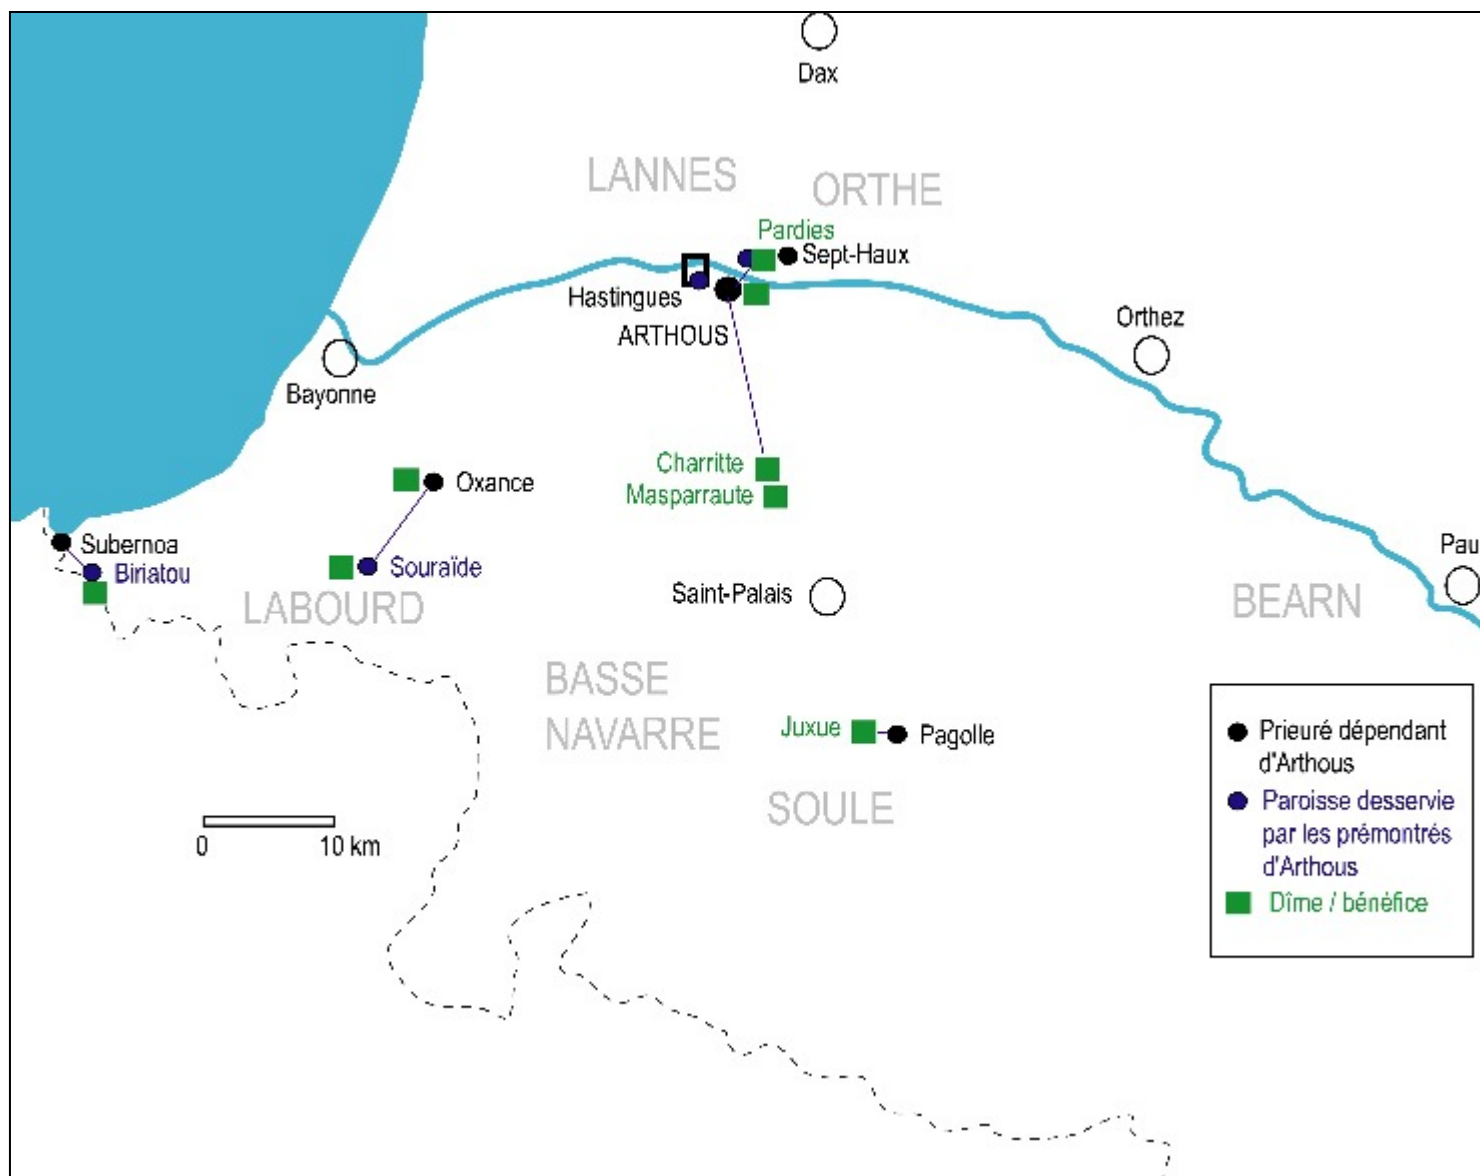 Dax
LANNES
ORTHE
Pardies
Sept-Haux
Hastingues
ARTHOUS
Orthez
Bayonne
Charritte
Masparraute
Oxance
Subernoa
Biriatou
Souraïde
Pau
LABOURD
Saint-Palais
BEARN
BASSE
NAVARRE
Juxue
Pagolle
SOULE
0 10 km
Prieuré dépendant
d'Arthous
Paroisse desservie
par les prémontrés
d'Arthous
Dîme / bénéfice